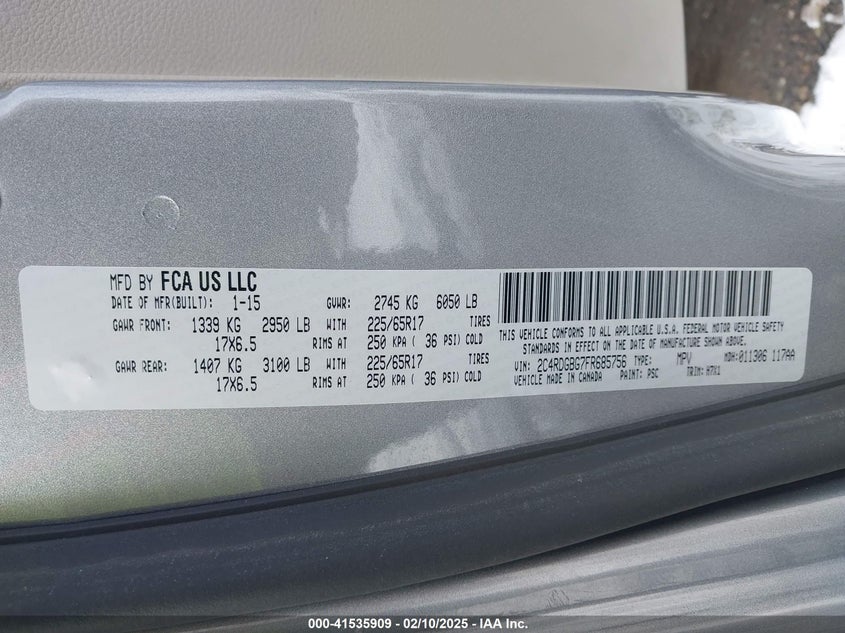 MFD BY FCA US LLC
DATE OF MFR(BUILT): 1-15 GVWR: 2745 KG 6050 LB
GAWR FRONT: 1339 KG 2950 LB WITH 225/65R17 TIRES
17X6.5 RIMS AT 250 KPA ( 36 PSI) COLD
GAWR REAR: 1407 KG 3100 LB WITH 225/65R17 TIRES
17X6.5 RIMS AT 250 KPA ( 36 PSI) COLD
THIS VEHICLE CONFORMS TO ALL APPLICABLE U.S.A. FEDERAL MOTOR VEHICLE SAFETY
STANDARDS IN EFFECT ON THE DATE OF MANUFACTURE SHOWN ABOVE.
VIN: 2C4RDGBG7FR685756 TYPE: MPV MDH:011306 117AA
VEHICLE MADE IN CANADA PAINT: PSC TRIM: H7X1
000-41535909 - 02/10/2025 - IAA Inc.